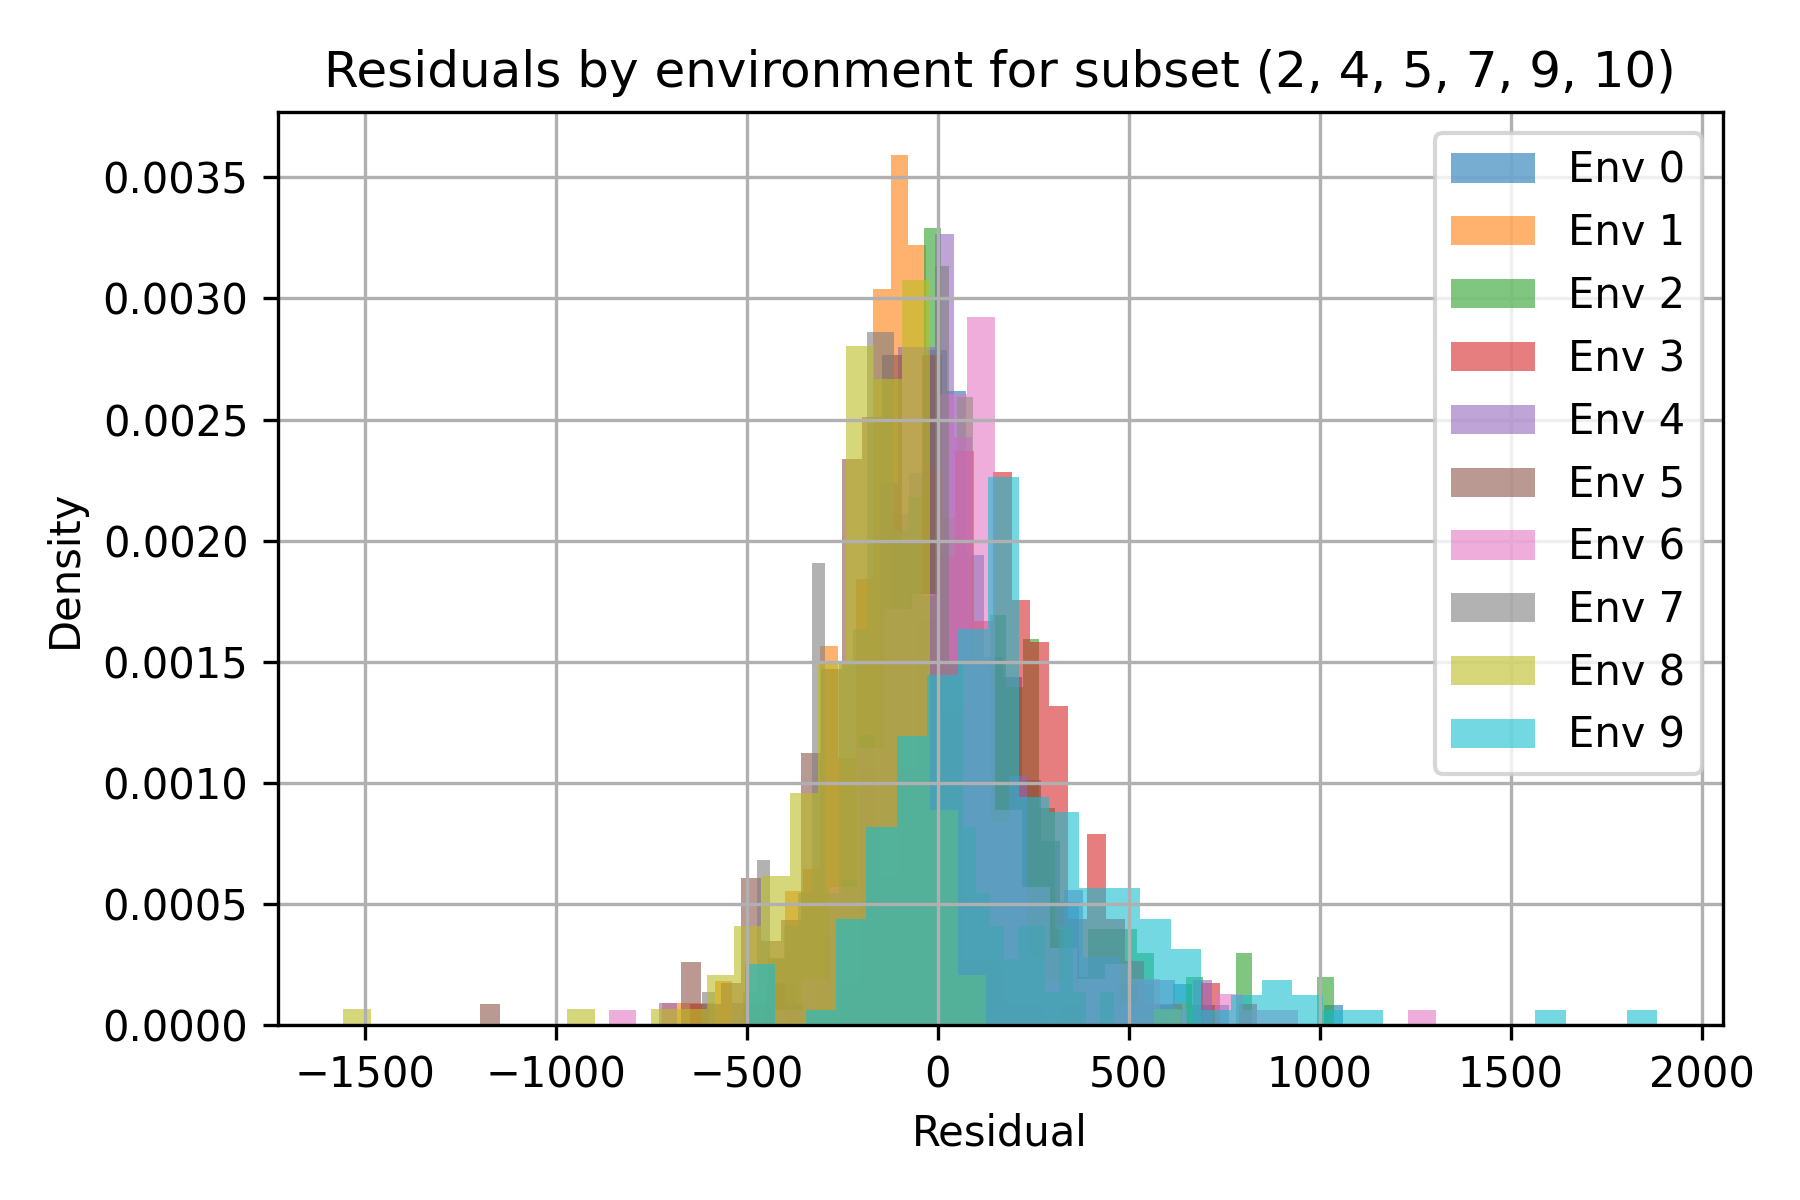 Residuals by environment for subset (2, 4, 5, 7, 9, 10)
0.0035
0.0030
0.0025
0.0020
0.0015
0.0010
0.0005
0.0000
Density
−1500
−1000
−500
0
500
1000
1500
2000
Residual
Env 0
Env 1
Env 2
Env 3
Env 4
Env 5
Env 6
Env 7
Env 8
Env 9